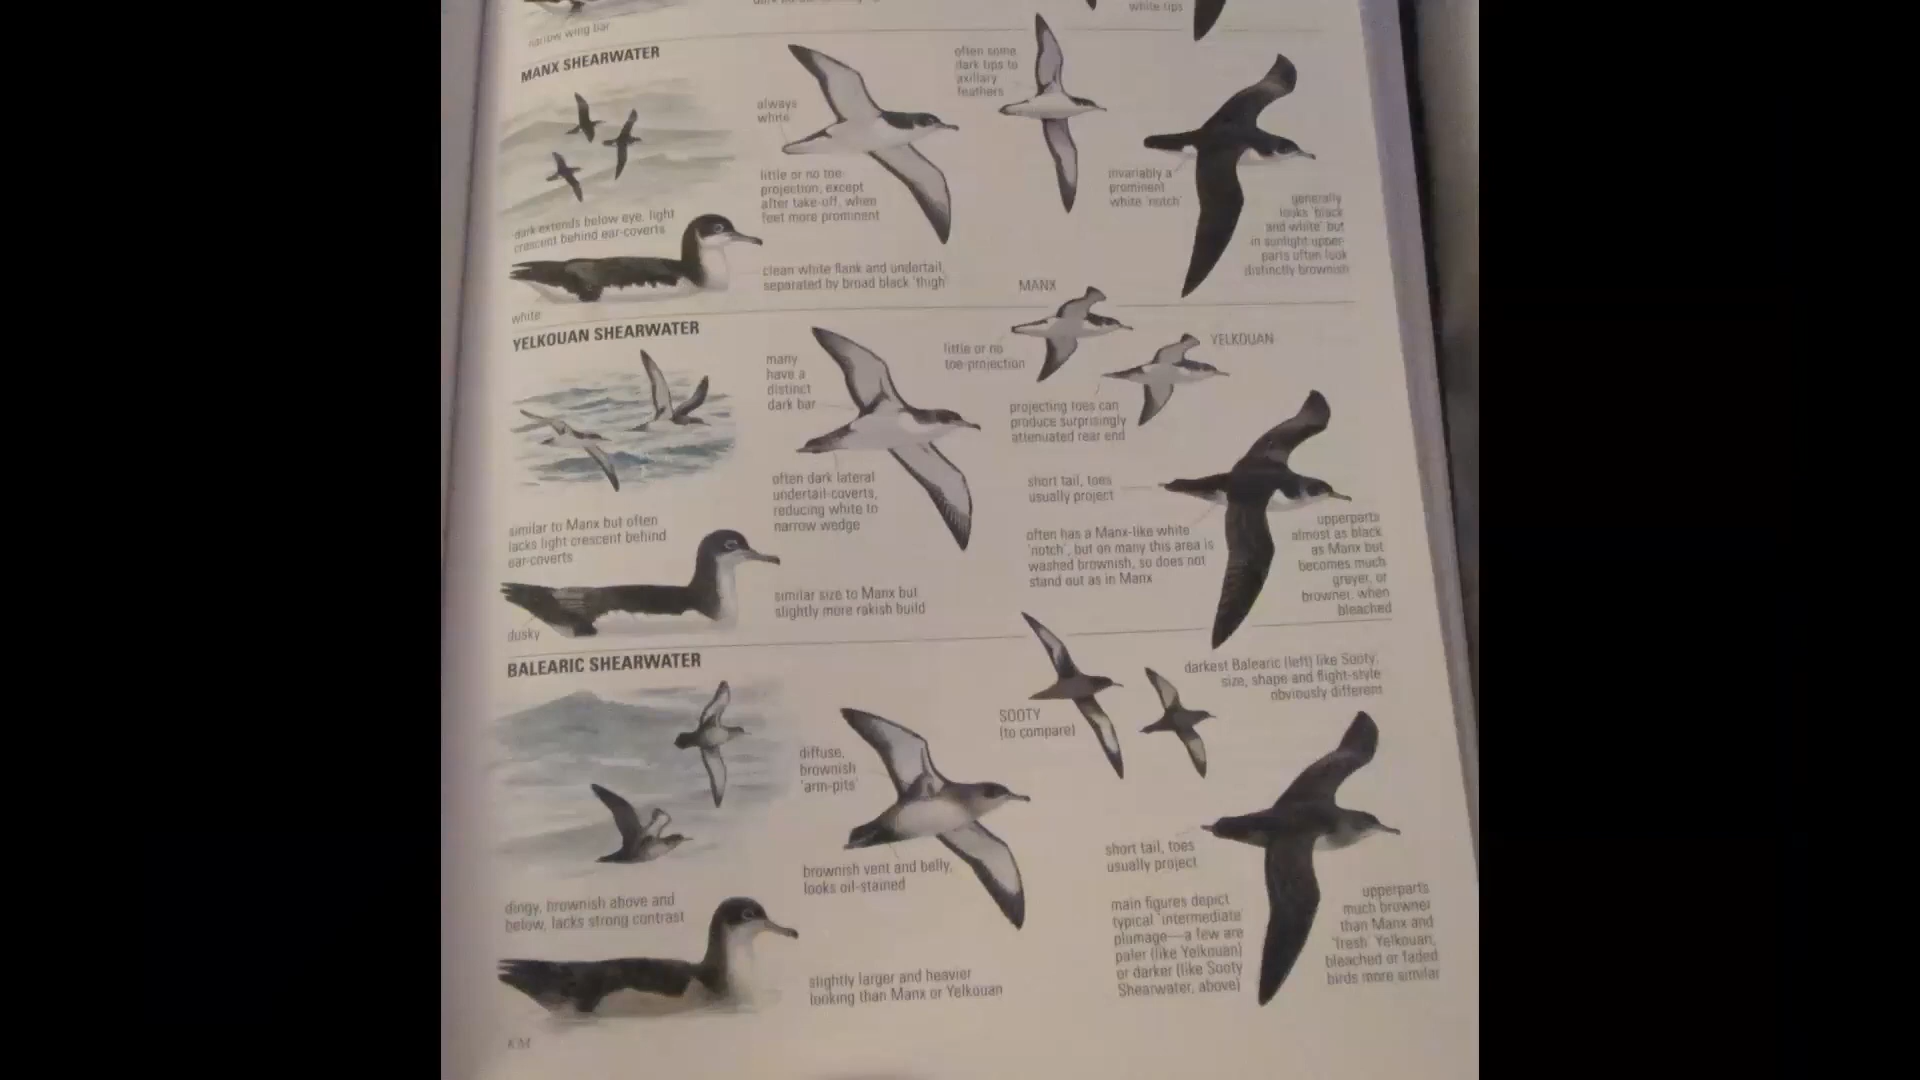 narrow wing bar
white tips
MANX SHEARWATER
often some
dark tips to
axillary
feathers
always
white
little or no toe
projection, except
after take-off, when
feet more prominent
invariably a
prominent
white 'notch'
generally
looks 'black
and white' but
in sunlight upper-
parts often look
distinctly brownish
dark extends below eye, light
crescent behind ear-coverts
clean white flank and undertail,
separated by broad black 'thigh'
white
MANX
YELKOUAN SHEARWATER
little or no
toe projection
YELKOUAN
many
have a
distinct
dark bar
projecting toes can
produce surprisingly
attenuated rear end
often dark lateral
undertail-coverts,
reducing white to
narrow wedge
short tail, toes
usually project
similar to Manx but often
lacks light crescent behind
ear-coverts
often has a Manx-like white
'notch', but on many this area is
washed brownish, so does not
stand out as in Manx
upperparts
almost as black
as Manx but
becomes much
greyer, or
browner, when
bleached
similar size to Manx but
slightly more rakish build
dusky
BALEARIC SHEARWATER
darkest Balearic (left) like Sooty,
size, shape and flight-style
obviously different
SOOTY
(to compare)
diffuse,
brownish
'arm-pits'
brownish vent and belly,
looks oil-stained
short tail, toes
usually project
dingy, brownish above and
below, lacks strong contrast
main figures depict
typical 'intermediate'
plumage—a few are
paler (like Yelkouan)
or darker (like Sooty
Shearwater, above)
upperparts
much browner
than Manx and
'fresh' Yelkouan,
bleached or faded
birds more similar
slightly larger and heavier
looking than Manx or Yelkouan
KM